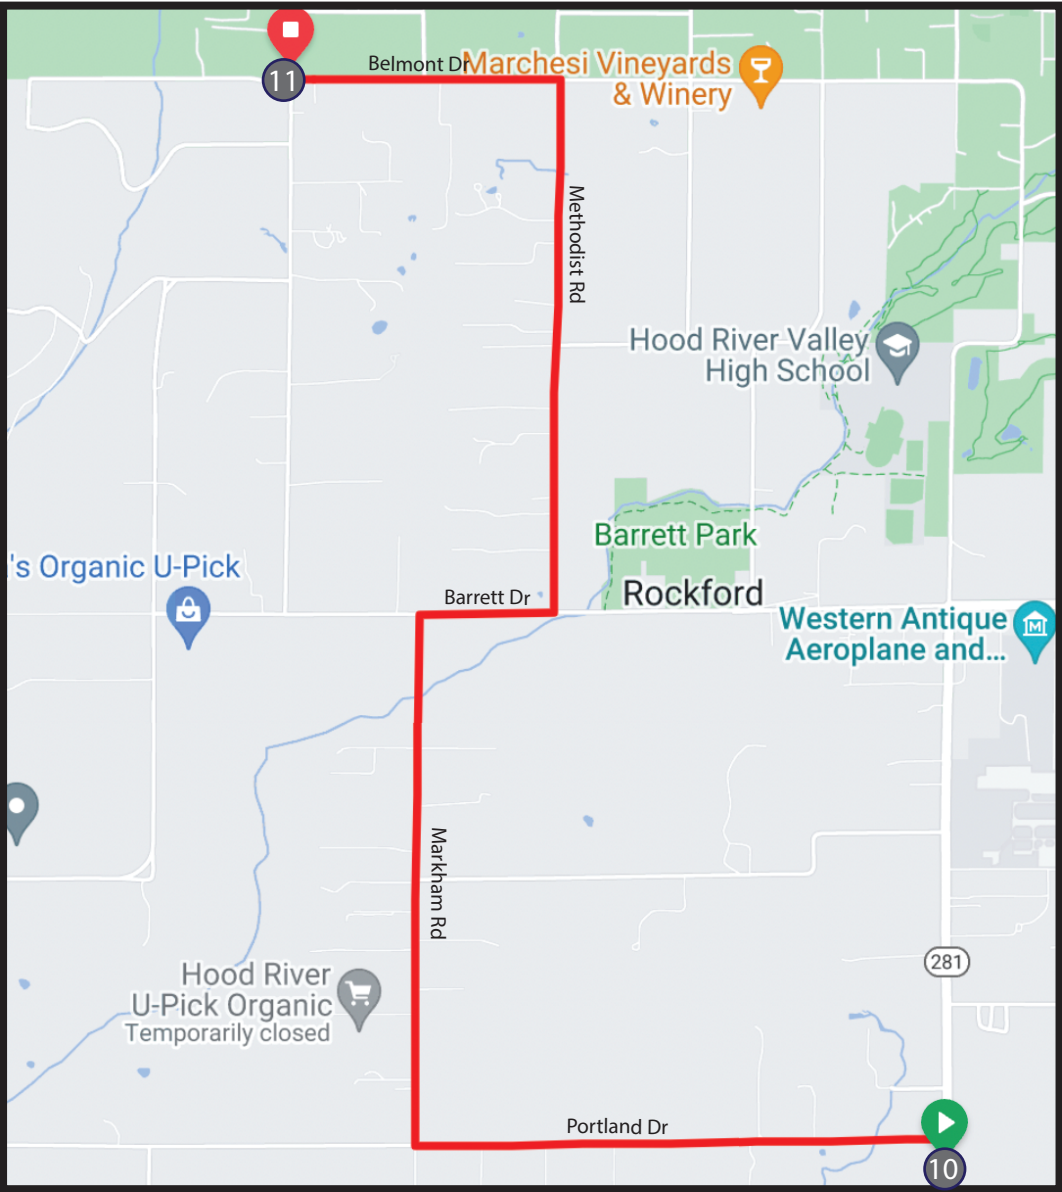 11
Belmont Dr
Marchesi Vineyards
& Winery
Methodist Rd
Hood River Valley
High School
Barrett Park
's Organic U-Pick
Barrett Dr
Rockford
Western Antique
Aeroplane and...
M
Markham Rd
281
Hood River
U-Pick Organic
Temporarily closed
Portland Dr
10